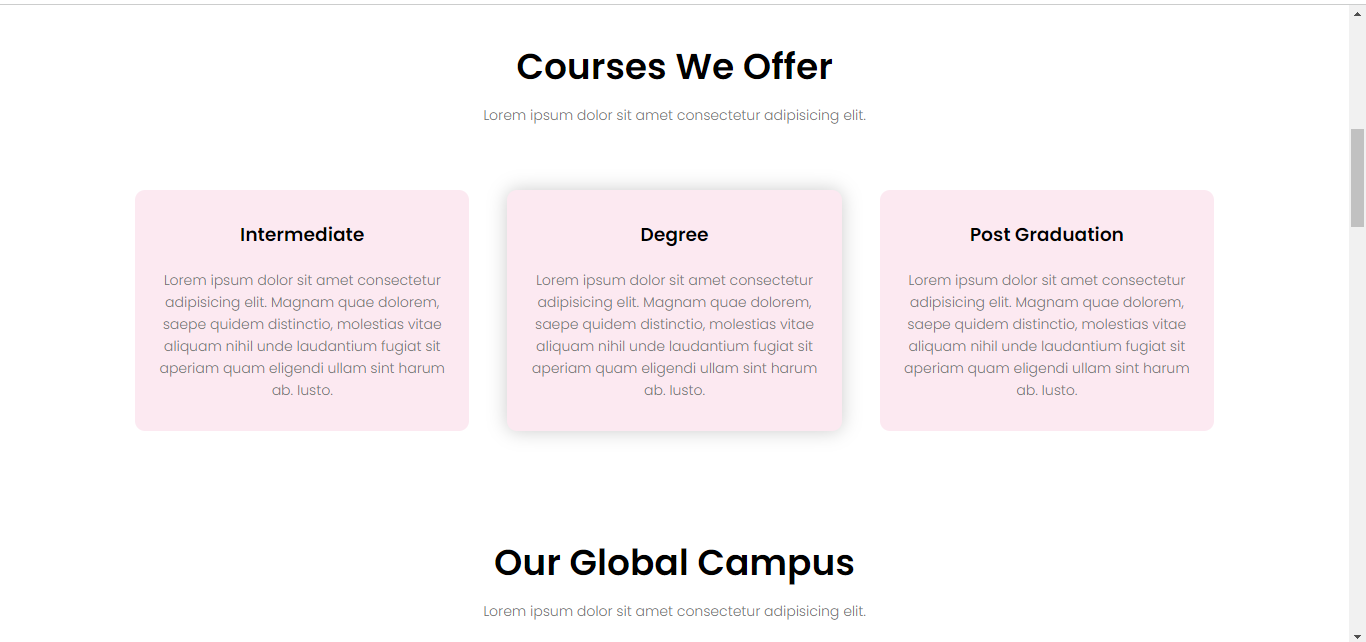 Courses We Offer
Lorem ipsum dolor sit amet consectetur adipisicing elit.
Intermediate
Lorem ipsum dolor sit amet consectetur
adipisicing elit. Magnam quae dolorem,
saepe quidem distinctio, molestias vitae
aliquam nihil unde laudantium fugiat sit
aperiam quam eligendi ullam sint harum
ab. Iusto.
Degree
Lorem ipsum dolor sit amet consectetur
adipisicing elit. Magnam quae dolorem,
saepe quidem distinctio, molestias vitae
aliquam nihil unde laudantium fugiat sit
aperiam quam eligendi ullam sint harum
ab. Iusto.
Post Graduation
Lorem ipsum dolor sit amet consectetur
adipisicing elit. Magnam quae dolorem,
saepe quidem distinctio, molestias vitae
aliquam nihil unde laudantium fugiat sit
aperiam quam eligendi ullam sint harum
ab. Iusto.
Our Global Campus
Lorem ipsum dolor sit amet consectetur adipisicing elit.